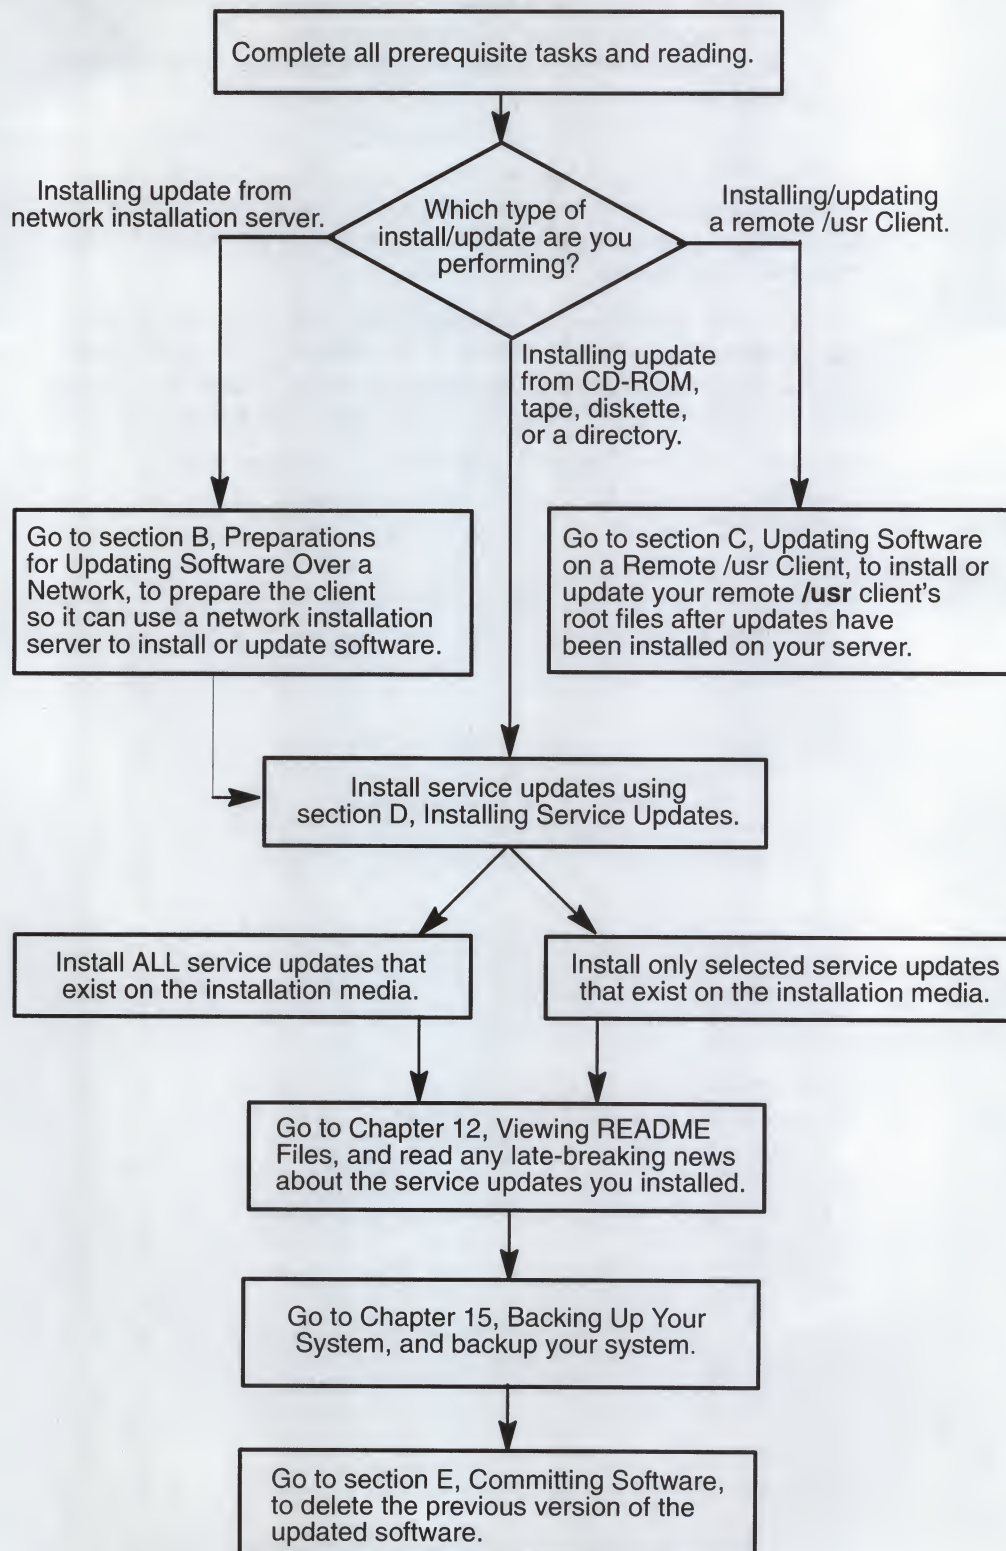 Complete all prerequisite tasks and reading.
Installing update from
network installation server.
Which type of
install/update are you
performing?
Installing/updating
a remote /usr Client.
Installing update
from CD-ROM,
tape, diskette,
or a directory.
Go to section B, Preparations
for Updating Software Over a
Network, to prepare the client
so it can use a network installation
server to install or update software.
Go to section C, Updating Software
on a Remote /usr Client, to install or
update your remote /usr client's
root files after updates have
been installed on your server.
Install service updates using
section D, Installing Service Updates.
Install ALL service updates that
exist on the installation media.
Install only selected service updates
that exist on the installation media.
Go to Chapter 12, Viewing README
Files, and read any late-breaking news
about the service updates you installed.
Go to Chapter 15, Backing Up Your
System, and backup your system.
Go to section E, Committing Software,
to delete the previous version of the
updated software.